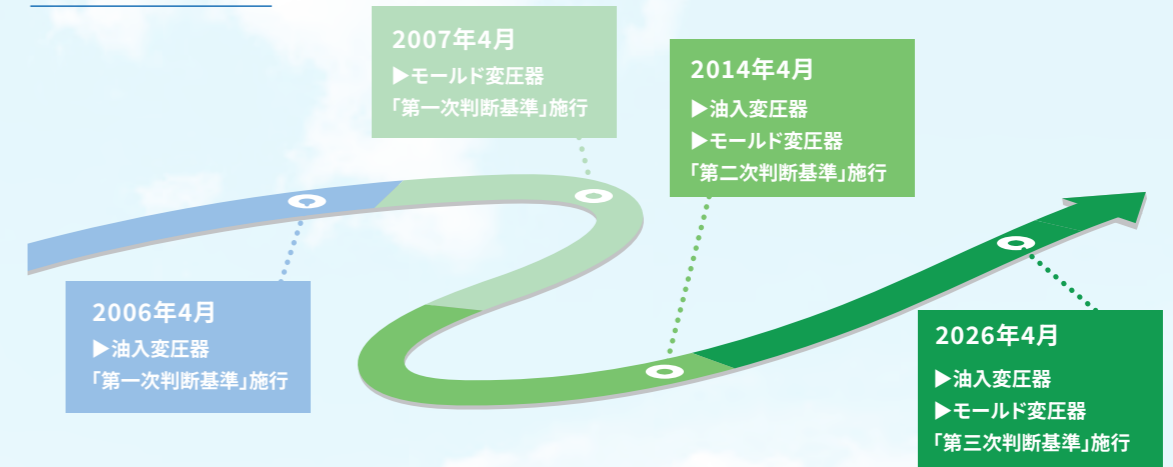 2006年4月
▶油入変圧器
「第一次判断基準」施行
2007年4月
▶モールド変圧器
「第一次判断基準」施行
2014年4月
▶油入変圧器
▶モールド変圧器
「第二次判断基準」施行
2026年4月
▶油入変圧器
▶モールド変圧器
「第三次判断基準」施行